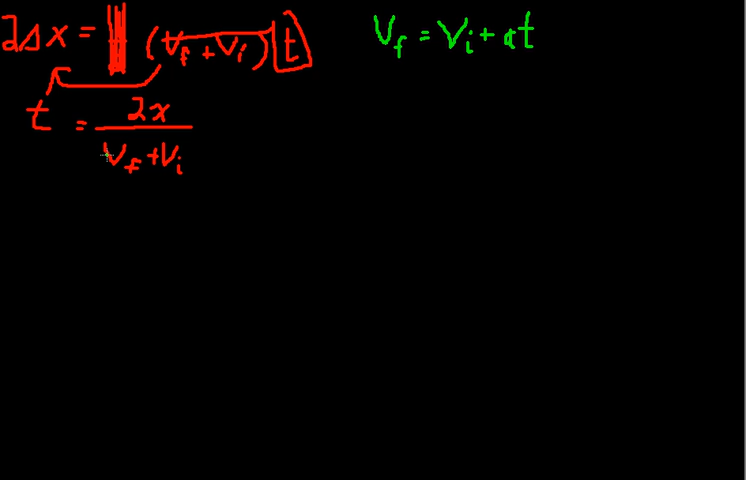 2Δx = (Vf + Vi) t
Vf = Vi + at
t = 2x / Vf + Vi